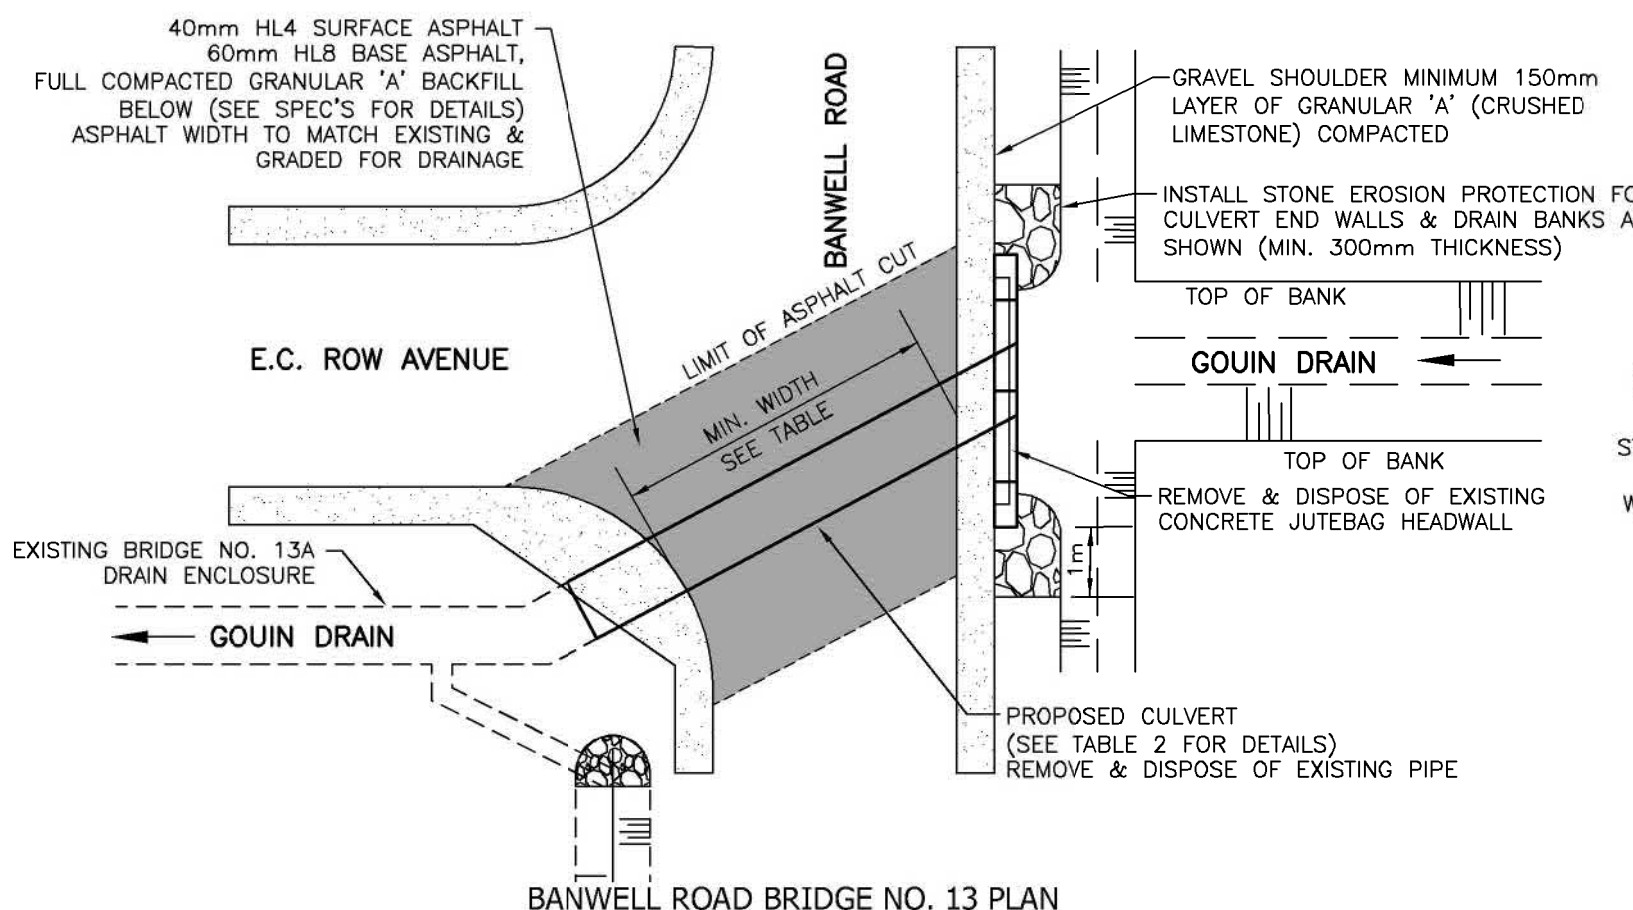 40mm HL4 SURFACE ASPHALT
60mm HL8 BASE ASPHALT,
FULL COMPACTED GRANULAR 'A' BACKFILL
BELOW (SEE SPEC'S FOR DETAILS)
ASPHALT WIDTH TO MATCH EXISTING &
GRADED FOR DRAINAGE
BANWELL ROAD
GRAVEL SHOULDER MINIMUM 150mm
LAYER OF GRANULAR 'A' (CRUSHED
LIMESTONE) COMPACTED
INSTALL STONE EROSION PROTECTION
CULVERT END WALLS & DRAIN BANKS
SHOWN (MIN. 300mm THICKNESS)
TOP OF BANK
LIMIT OF ASPHALT CUT
E.C. ROW AVENUE
GOUIN DRAIN
MIN. WIDTH
SEE TABLE
TOP OF BANK
REMOVE & DISPOSE OF EXISTING
CONCRETE JUTEBAG HEADWALL
1m
EXISTING BRIDGE NO. 13A
DRAIN ENCLOSURE
GOUIN DRAIN
PROPOSED CULVERT
(SEE TABLE 2 FOR DETAILS)
REMOVE & DISPOSE OF EXISTING PIPE
BANWELL ROAD BRIDGE NO. 13 PLAN